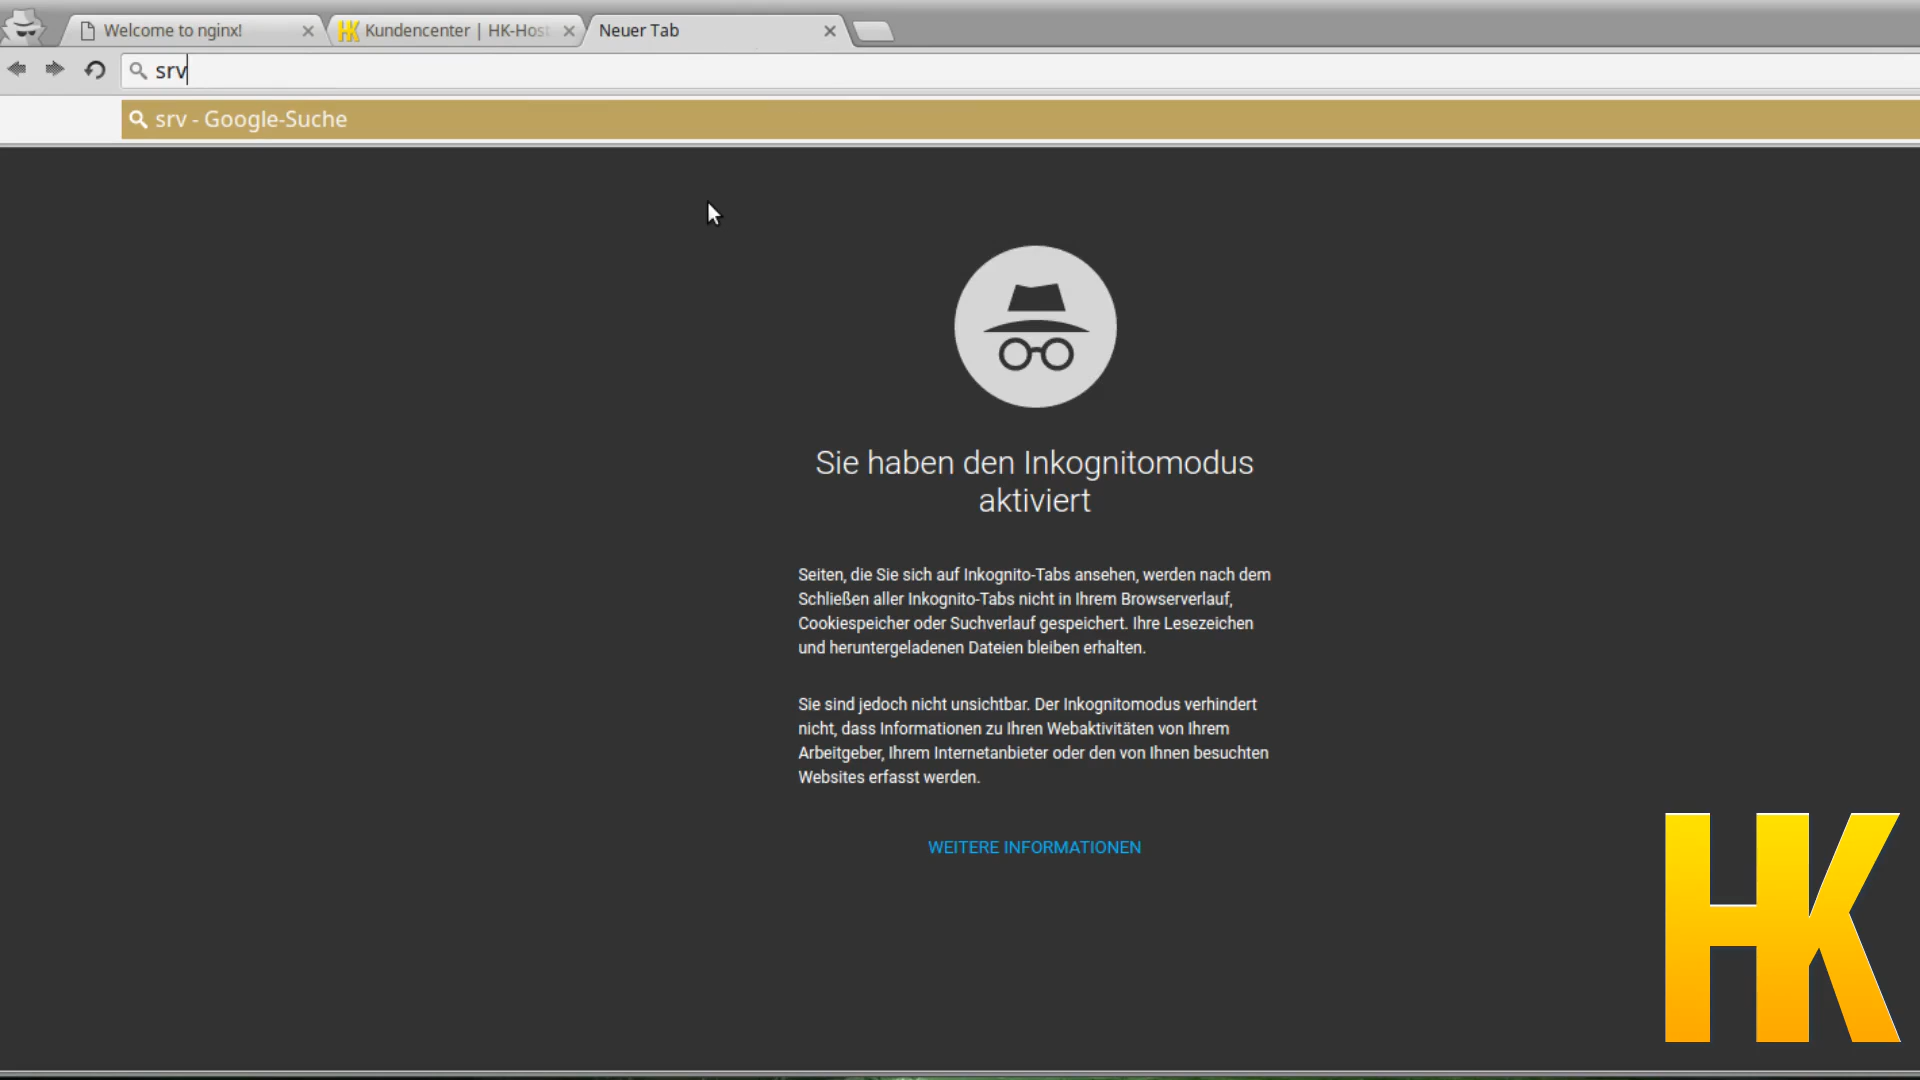 Welcome to nginx!
Kundencenter | HK-Host
Neuer Tab
srv
srv - Google-Suche
Sie haben den Inkognitomodus
aktiviert
Seiten, die Sie sich auf Inkognito-Tabs ansehen, werden nach dem
Schließen aller Inkognito-Tabs nicht in Ihrem Browserverlauf,
Cookiespeicher oder Suchverlauf gespeichert. Ihre Lesezeichen
und heruntergeladenen Dateien bleiben erhalten.
Sie sind jedoch nicht unsichtbar. Der Inkognitomodus verhindert
nicht, dass Informationen zu Ihren Webaktivitäten von Ihrem
Arbeitgeber, Ihrem Internetanbieter oder den von Ihnen besuchten
Websites erfasst werden.
WEITERE INFORMATIONEN
HK